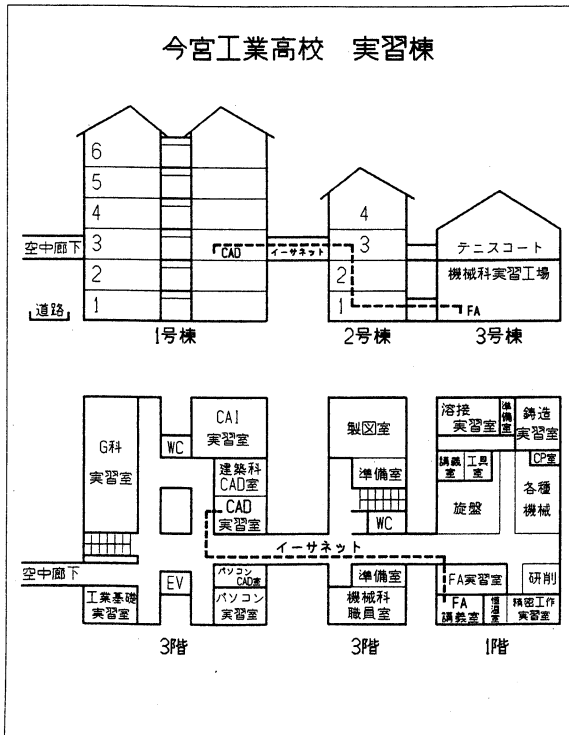 今宮工業高校 実習棟
6
5
4
3
2
1
空中廊下
道路
CAD
イーサネット
4
3
2
1
テニスコート
機械科実習工場
FA
1号棟
2号棟
3号棟
G科
実習室
WC
CAI
実習室
建築科
CAD室
CAD
実習室
製図室
準備室
WC
溶接
実習室
準備室
鋳造
実習室
講義室
工具室
CP室
旋盤
各種
機械
イーサネット
空中廊下
工業基礎
実習室
EV
パソコン
CAD室
パソコン
実習室
準備室
機械科
職員室
FA実習室
研削
FA
講義室
恒温室
精密工作
実習室
3階
3階
1階